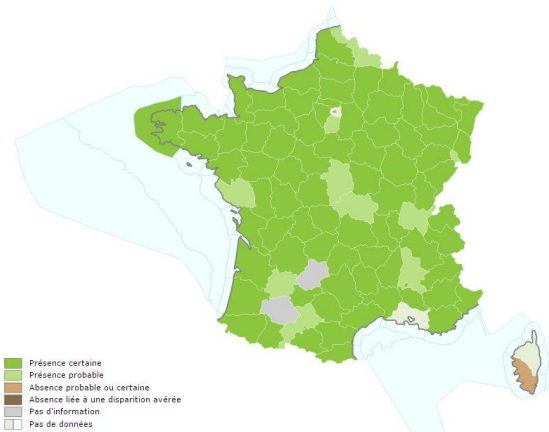 Présence certaine
Présence probable
Absence probable ou certaine
Absence liée à une disparition avérée
Pas d'information
Pas de données